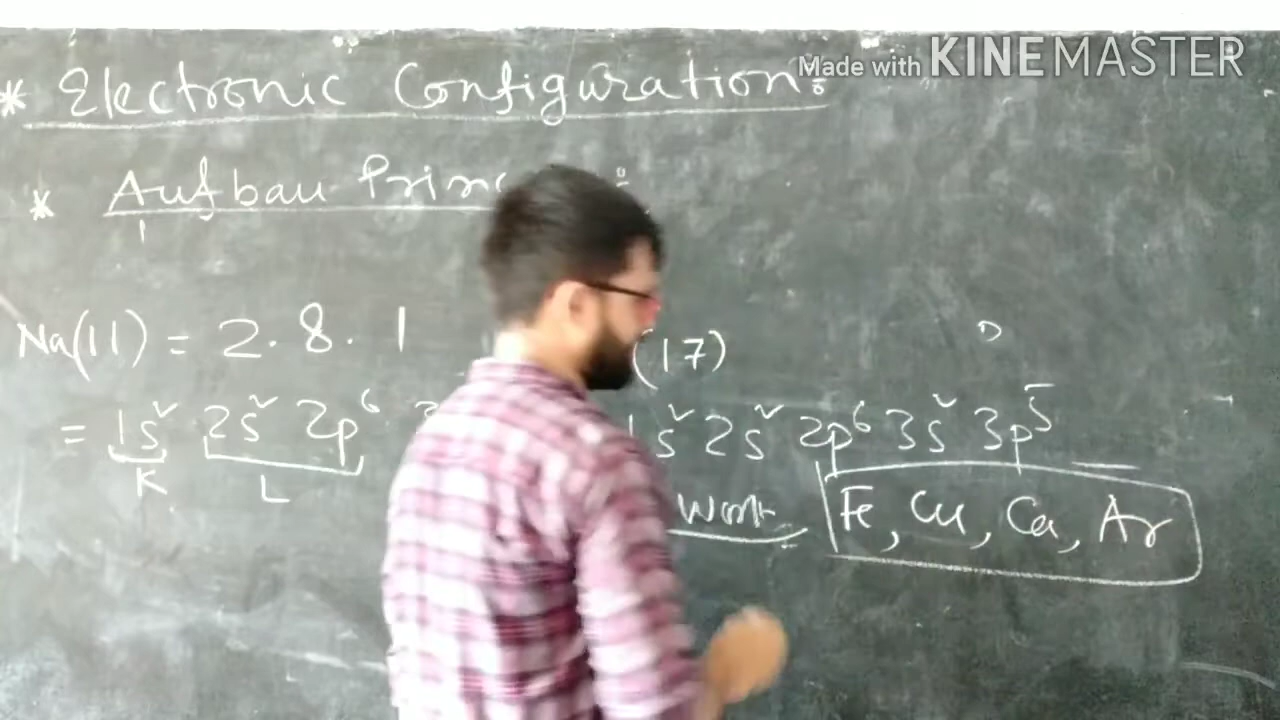 Made with KINEMASTER
* Electronic Configuration:
* Aufbau
Na(11) = 2.8.1
(17)
= 1s² 2s² 2p⁶
1s² 2s² 2p⁶ 3s² 3p⁵
K L
Work
Fe, Cu, Ca, Ar